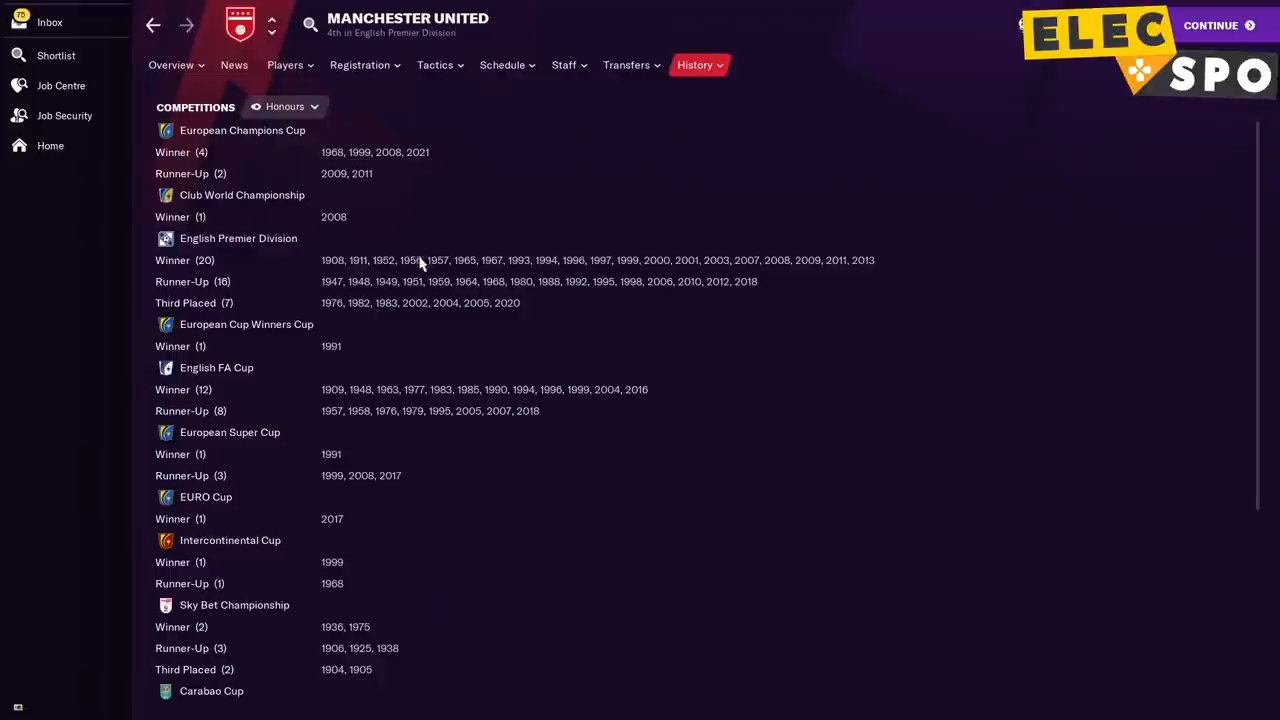 75
Inbox
Shortlist
Job Centre
Job Security
Home
MANCHESTER UNITED
4th in English Premier Division
ELEC
SPO
CONTINUE
Overview News Players Registration Tactics Schedule Staff Transfers History
COMPETITIONS Honours
European Champions Cup
Winner (4) 1968, 1999, 2008, 2021
Runner-Up (2) 2009, 2011
Club World Championship
Winner (1) 2008
English Premier Division
Winner (20) 1908, 1911, 1952, 1956, 1957, 1965, 1967, 1993, 1994, 1996, 1997, 1999, 2000, 2001, 2003, 2007, 2008, 2009, 2011, 2013
Runner-Up (16) 1947, 1948, 1949, 1951, 1959, 1964, 1968, 1980, 1988, 1992, 1995, 1998, 2006, 2010, 2012, 2018
Third Placed (7) 1976, 1982, 1983, 2002, 2004, 2005, 2020
European Cup Winners Cup
Winner (1) 1991
English FA Cup
Winner (12) 1909, 1948, 1963, 1977, 1983, 1985, 1990, 1994, 1996, 1999, 2004, 2016
Runner-Up (8) 1957, 1958, 1976, 1979, 1995, 2005, 2007, 2018
European Super Cup
Winner (1) 1991
Runner-Up (3) 1999, 2008, 2017
EURO Cup
Winner (1) 2017
Intercontinental Cup
Winner (1) 1999
Runner-Up (1) 1968
Sky Bet Championship
Winner (2) 1936, 1975
Runner-Up (3) 1906, 1925, 1938
Third Placed (2) 1904, 1905
Carabao Cup